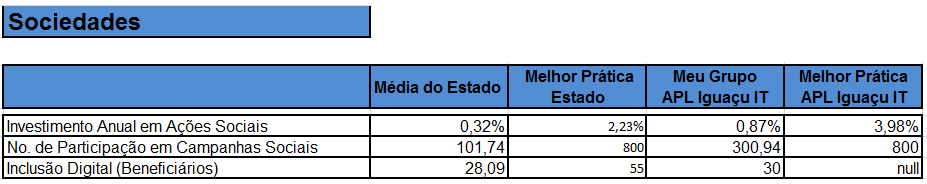 Sociedades
Média do Estado Melhor Prática Estado Meu Grupo APL Iguaçu IT Melhor Prática APL Iguaçu IT
Investimento Anual em Ações Sociais 0,32% 2,23% 0,87% 3,98%
No. de Participação em Campanhas Sociais 101,74 800 300,94 800
Inclusão Digital (Beneficiários) 28,09 55 30 null